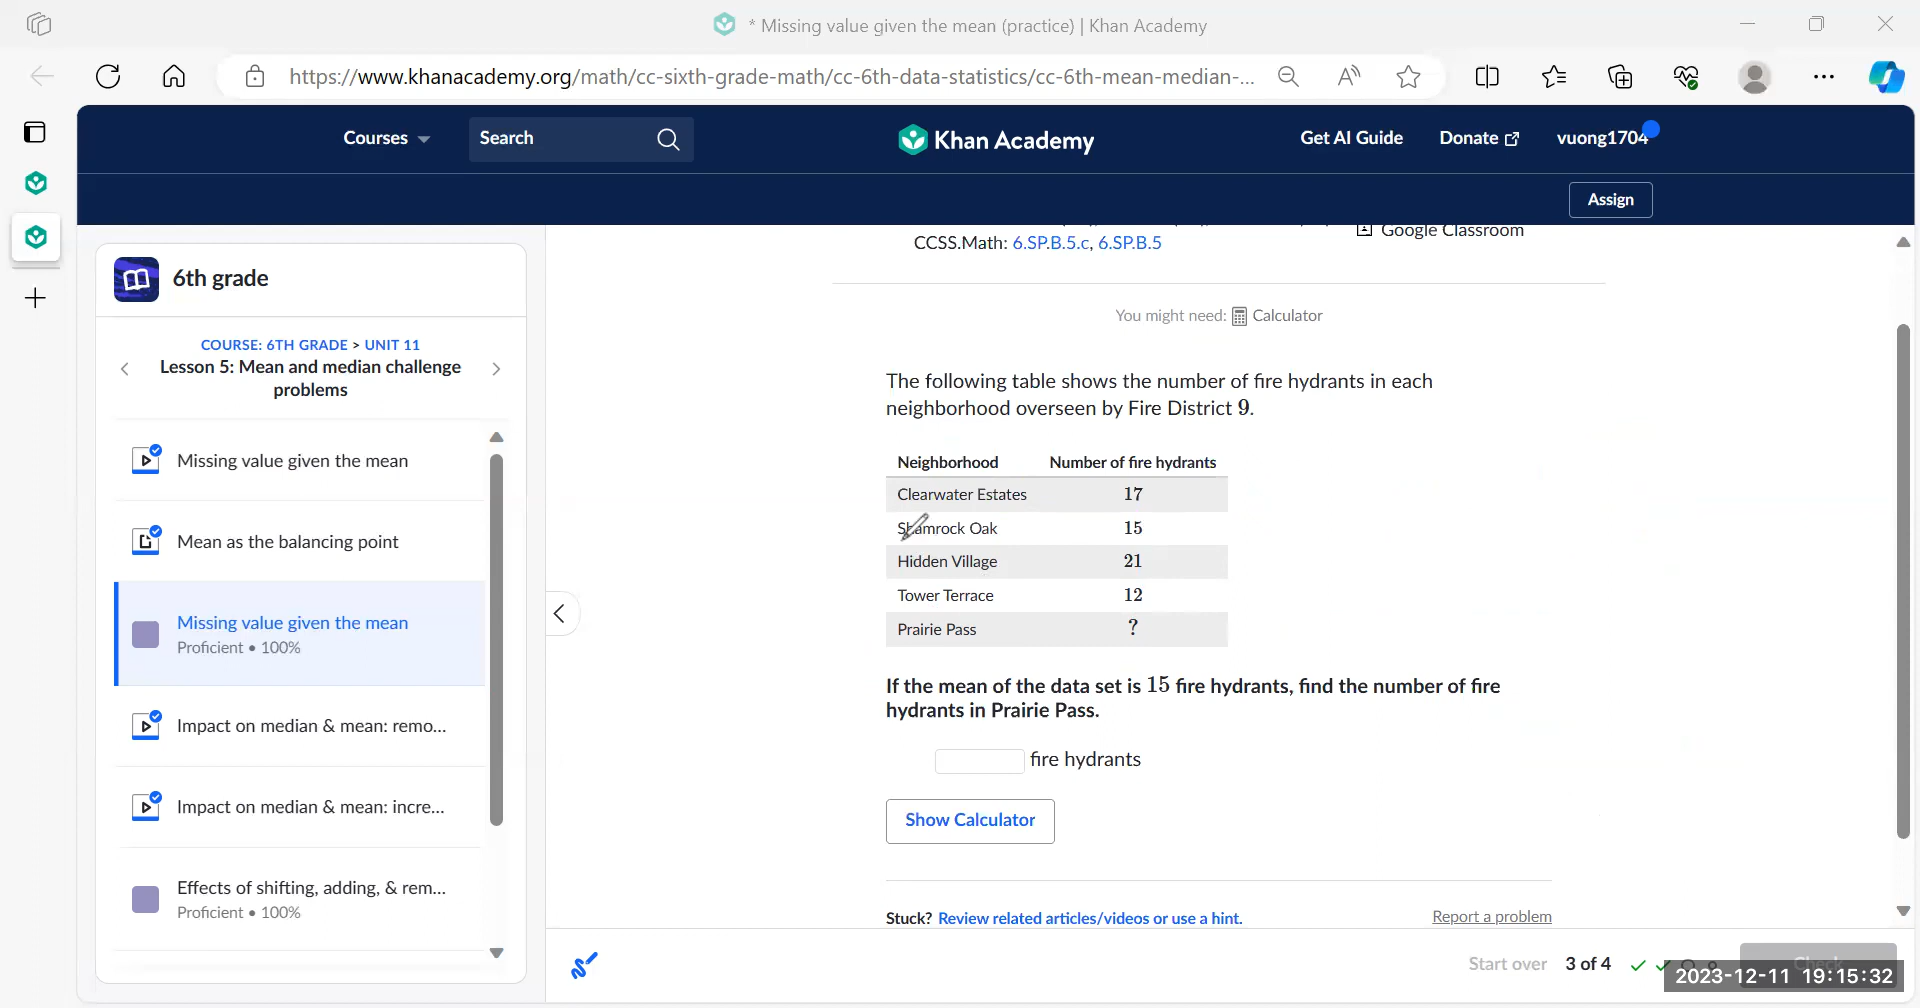 * Missing value given the mean (practice) | Khan Academy
https://www.khanacademy.org/math/cc-sixth-grade-math/cc-6th-data-statistics/cc-6th-mean-median-...
Courses
Search
Khan Academy
Get AI Guide
Donate
vuong1704
Assign
6th grade
COURSE: 6TH GRADE > UNIT 11
Lesson 5: Mean and median challenge
problems
Missing value given the mean
Mean as the balancing point
Missing value given the mean
Proficient • 100%
Impact on median & mean: remo...
Impact on median & mean: incre...
Effects of shifting, adding, & rem...
Proficient • 100%
CCSS.Math: 6.SP.B.5.c, 6.SP.B.5
Google Classroom
You might need: Calculator
The following table shows the number of fire hydrants in each
neighborhood overseen by Fire District 9.
Neighborhood Number of fire hydrants
Clearwater Estates 17
Shamrock Oak 15
Hidden Village 21
Tower Terrace 12
Prairie Pass ?
If the mean of the data set is 15 fire hydrants, find the number of fire
hydrants in Prairie Pass.
fire hydrants
Show Calculator
Stuck? Review related articles/videos or use a hint.
Report a problem
Start over 3 of 4
Check
2023-12-11 19:15:32